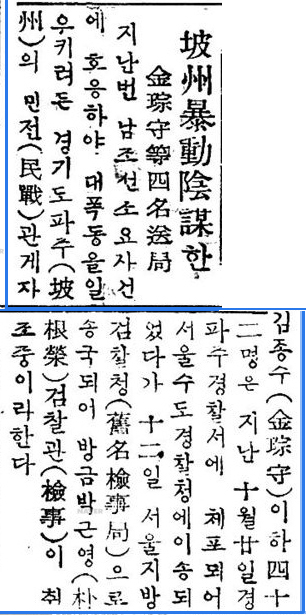 坡州暴動陰謀한
金琮守等四名送局
지난번 남조선소요사건
에 호응하야 대폭동을일
우키려든 경기도파주(坡
州)의 민전(民戰)관게자
김종수(金琮守)이하 四十
二명은 지난 十月廿일경
파주경찰서에 체포되어
서울수도경찰청에이송되
었다가 十二일 서울지방
검찰청(舊名檢事局)으로
송국되어 방금박근영(朴
根榮)검찰관(檢事)이 취
조중이라한다